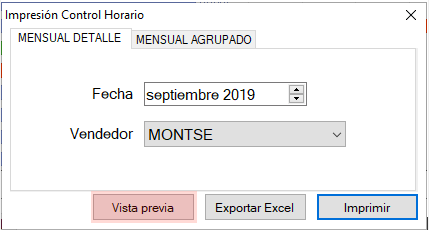 Impresión Control Horario
MENSUAL DETALLE MENSUAL AGRUPADO
Fecha septiembre 2019
Vendedor MONTSE
Vista previa Exportar Excel Imprimir